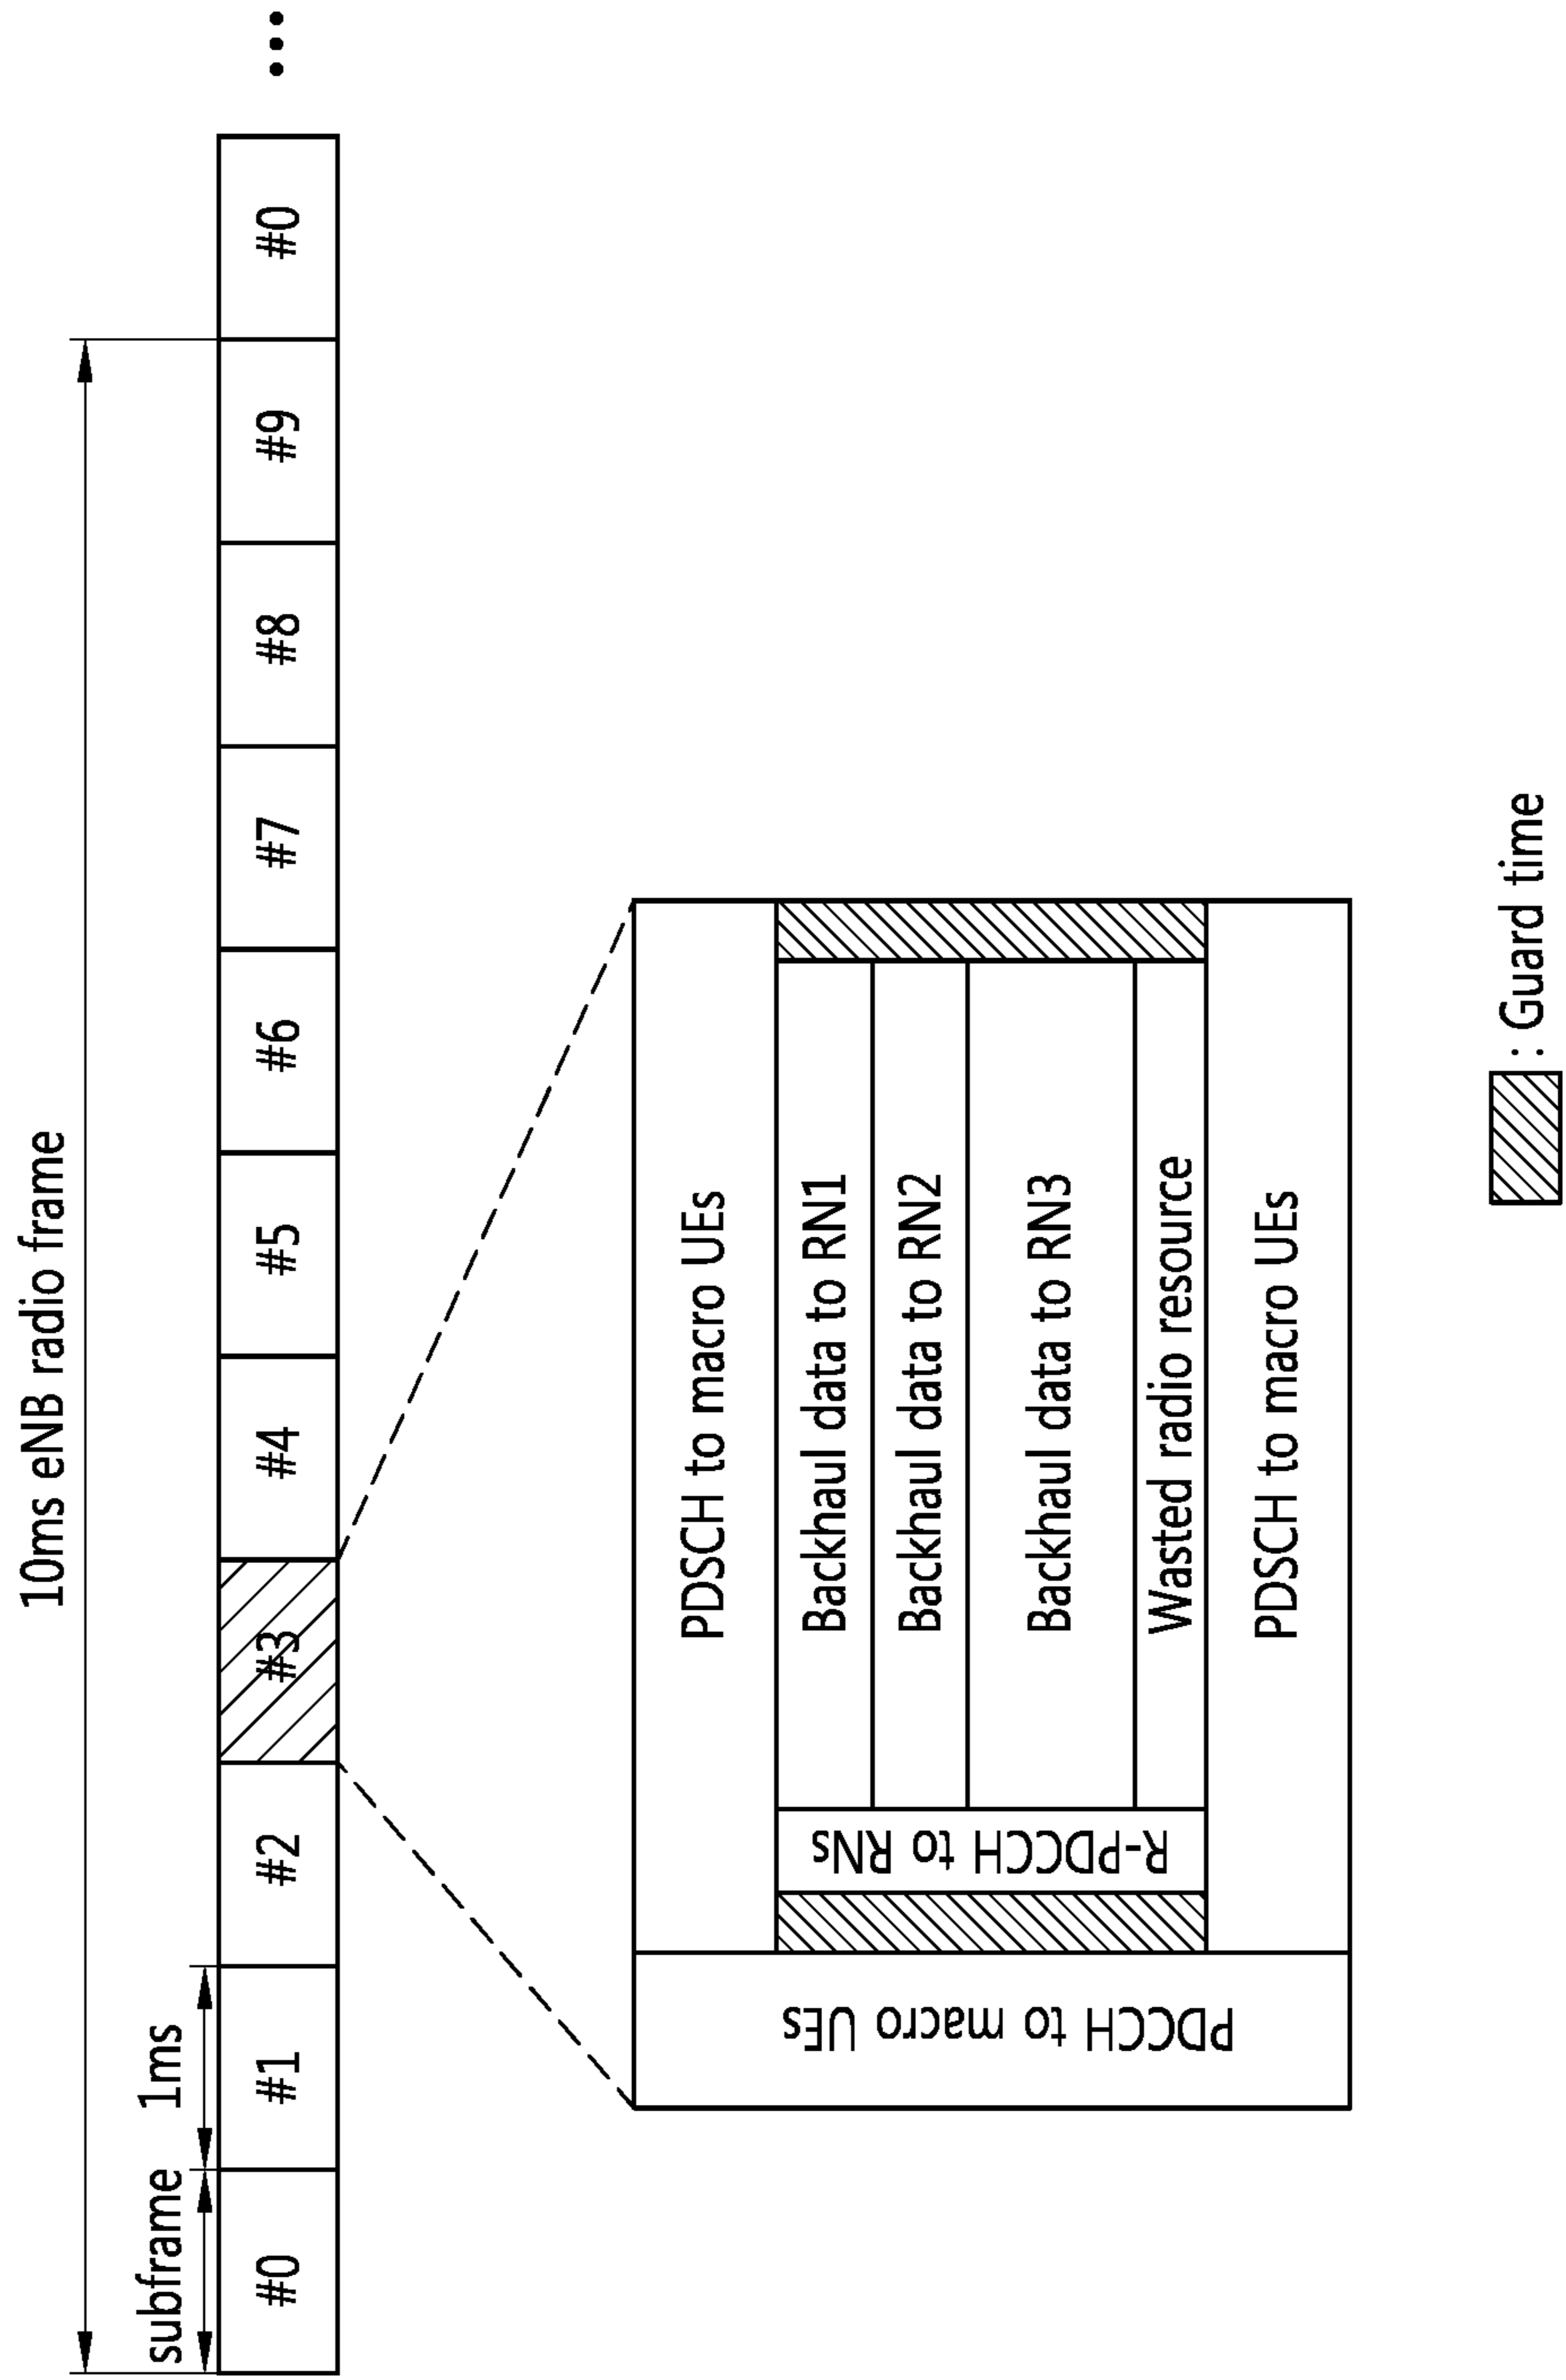 10ms eNB radio frame
subframe 1ms
#0 #1 #2 #3 #4 #5 #6 #7 #8 #9 #0 •••
PDCCH to macro UEs
PDSCH to macro UEs
R-PDCCH to RNs
Backhaul data to RN1
Backhaul data to RN2
Backhaul data to RN3
Wasted radio resource
PDSCH to macro UEs
: Guard time